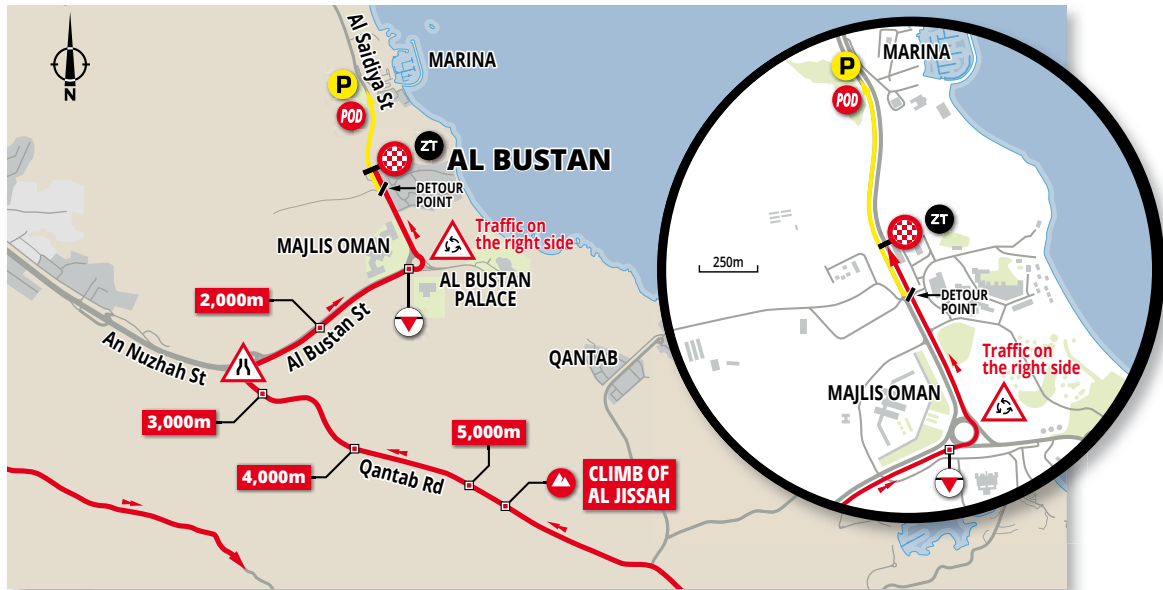 N
Al Saidiya St
MARINA
P
POD
ZT
AL BUSTAN
DETOUR
POINT
Traffic on
the right side
MAJLIS OMAN
AL BUSTAN
PALACE
2,000m
Al Bustan St
An Nuzhah St
QANTAB
3,000m
5,000m
4,000m
Qantab Rd
CLIMB OF
AL JISSAH
MARINA
P
POD
ZT
250m
DETOUR
POINT
Traffic on
the right side
MAJLIS OMAN